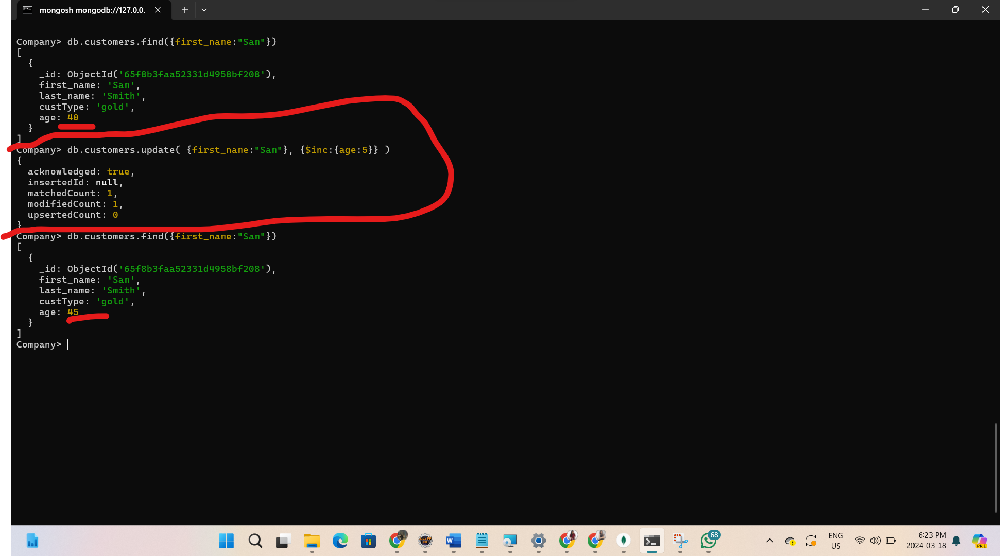 mongosh mongodb://127.0.0.
Company> db.customers.find({first_name:"Sam"})
[
  {
    _id: ObjectId('65f8b3faa52331d4958bf208'),
    first_name: 'Sam',
    last_name: 'Smith',
    custType: 'gold',
    age: 40
  }
]
Company> db.customers.update( {first_name:"Sam"}, {$inc:{age:5}} )
{
  acknowledged: true,
  insertedId: null,
  matchedCount: 1,
  modifiedCount: 1,
  upsertedCount: 0
}
Company> db.customers.find({first_name:"Sam"})
[
  {
    _id: ObjectId('65f8b3faa52331d4958bf208'),
    first_name: 'Sam',
    last_name: 'Smith',
    custType: 'gold',
    age: 45
  }
]
Company>
W
68
ENG
US
6:23 PM
2024-03-18
PRE